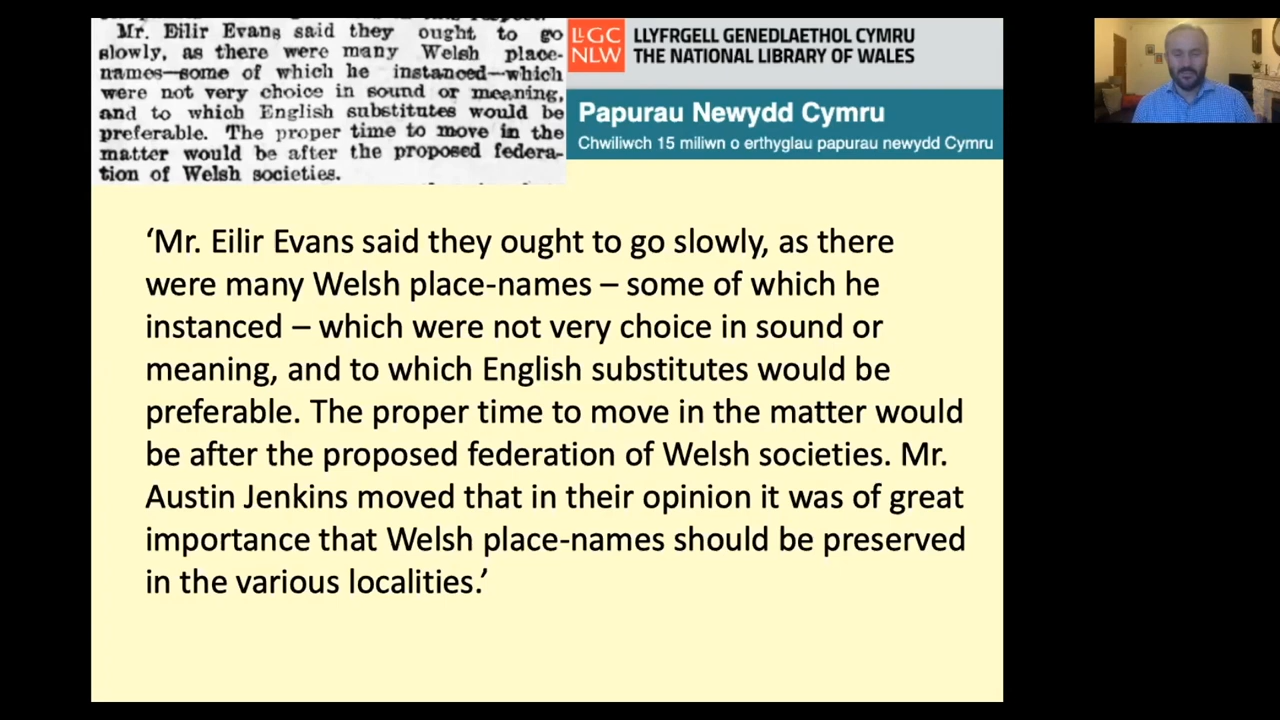 Mr. Eilir Evans said they ought to go
slowly, as there were many Welsh place-
names—some of which he instanced—which
were not very choice in sound or meaning,
and to which English substitutes would be
preferable. The proper time to move in the
matter would be after the proposed federa-
tion of Welsh societies.
LLGC
NLW
LLYFRGELL GENEDLAETHOL CYMRU
THE NATIONAL LIBRARY OF WALES
Papurau Newydd Cymru
Chwiliwch 15 miliwn o erthyglau papurau newydd Cymru
‘Mr. Eilir Evans said they ought to go slowly, as there
were many Welsh place-names – some of which he
instanced – which were not very choice in sound or
meaning, and to which English substitutes would be
preferable. The proper time to move in the matter would
be after the proposed federation of Welsh societies. Mr.
Austin Jenkins moved that in their opinion it was of great
importance that Welsh place-names should be preserved
in the various localities.’